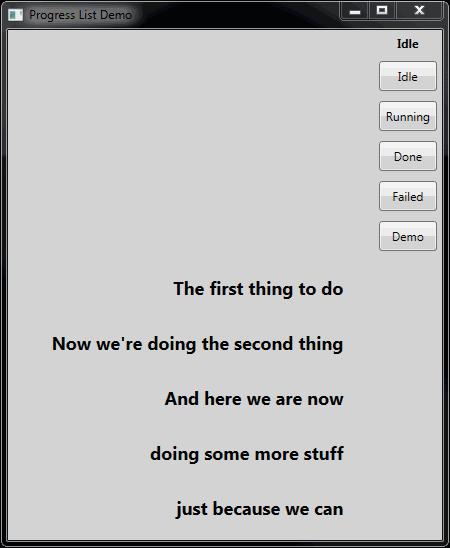 Progress List Demo
Idle
Idle
Running
Done
Failed
Demo
The first thing to do
Now we're doing the second thing
And here we are now
doing some more stuff
just because we can